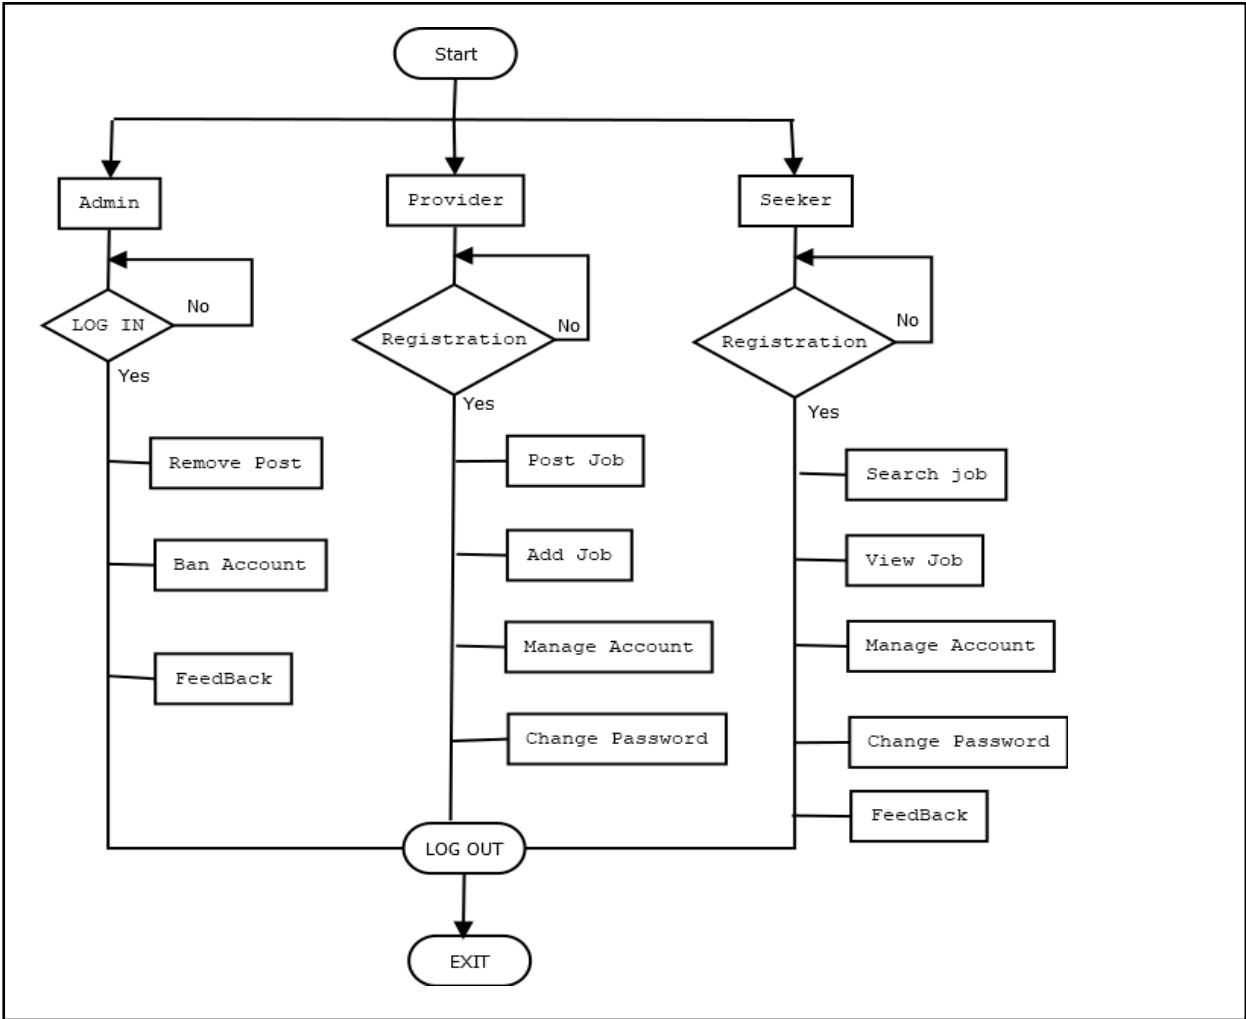 Start
Admin
Provider
Seeker
LOG IN
No
Registration
No
Registration
No
Yes
Yes
Yes
Remove Post
Post Job
Search job
Ban Account
Add Job
View Job
FeedBack
Manage Account
Manage Account
Change Password
Change Password
FeedBack
LOG OUT
EXIT